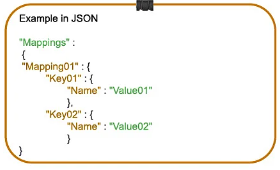 Example in JSON
"Mappings" :
{
"Mapping01" : {
"Key01" : {
"Name" : "Value01"
},
"Key02" : {
"Name" : "Value02"
}
}